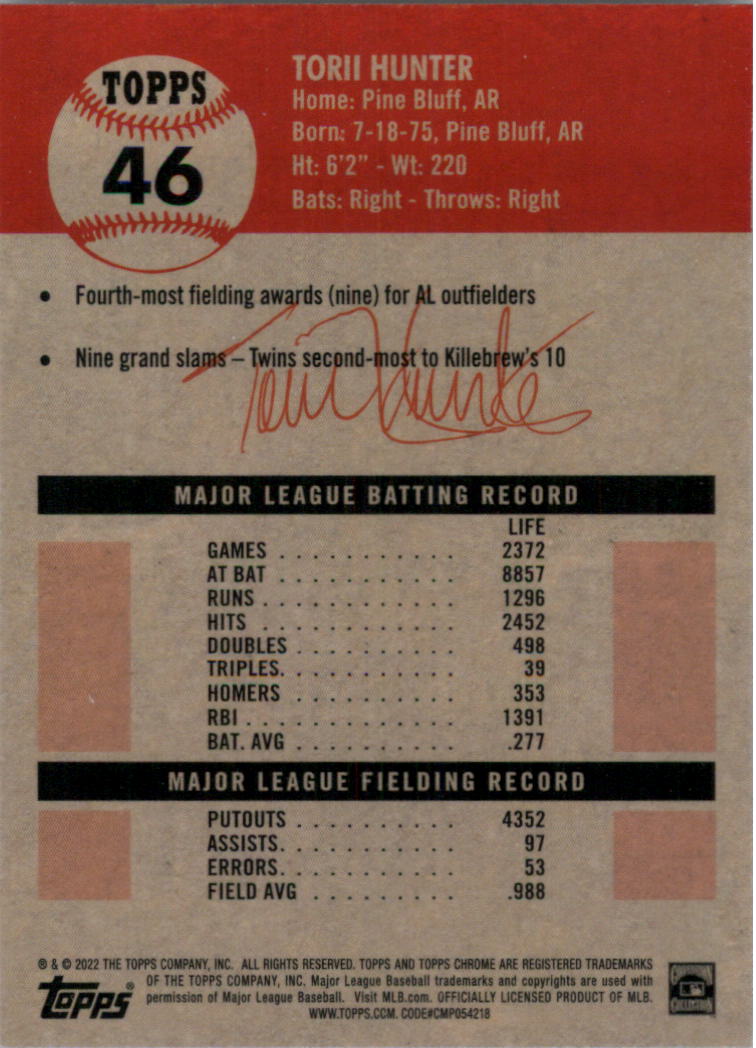 TOPPS
46
TORII HUNTER
Home: Pine Bluff, AR
Born: 7-18-75, Pine Bluff, AR
Ht: 6'2" - Wt: 220
Bats: Right - Throws: Right
• Fourth-most fielding awards (nine) for AL outfielders
• Nine grand slams – Twins second-most to Killebrew's 10
Torii Hunter
MAJOR LEAGUE BATTING RECORD
LIFE
GAMES . . . . . . . . . . . 2372
AT BAT . . . . . . . . . . . 8857
RUNS . . . . . . . . . . . . 1296
HITS . . . . . . . . . . . . 2452
DOUBLES . . . . . . . . . . 498
TRIPLES. . . . . . . . . . . 39
HOMERS . . . . . . . . . . 353
RBI . . . . . . . . . . . . . 1391
BAT. AVG . . . . . . . . . . .277
MAJOR LEAGUE FIELDING RECORD
PUTOUTS . . . . . . . . . . 4352
ASSISTS. . . . . . . . . . . 97
ERRORS. . . . . . . . . . . 53
FIELD AVG . . . . . . . . . .988
® & © 2022 THE TOPPS COMPANY, INC. ALL RIGHTS RESERVED. TOPPS AND TOPPS CHROME ARE REGISTERED TRADEMARKS
OF THE TOPPS COMPANY, INC. Major League Baseball trademarks and copyrights are used with
permission of Major League Baseball. Visit MLB.com. OFFICIALLY LICENSED PRODUCT OF MLB.
WWW.TOPPS.COM. CODE#CMP054218
topps